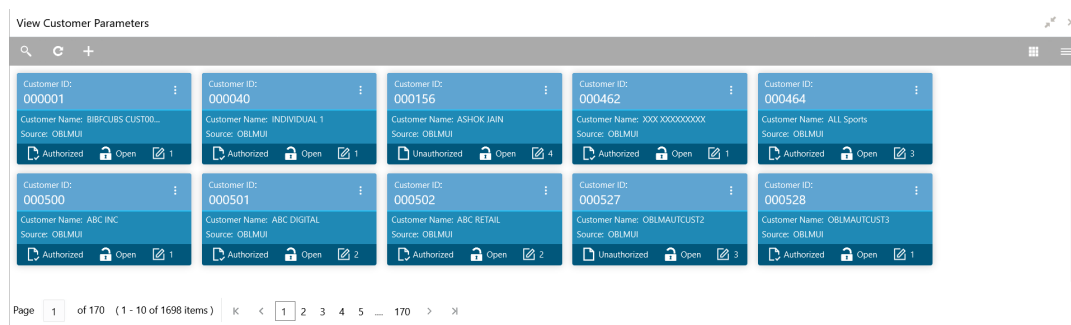 View Customer Parameters
Customer ID:
000001
Customer Name: BIBFCUBS CUST00...
Source: OBLMUI
Authorized Open 1
Customer ID:
000040
Customer Name: INDIVIDUAL 1
Source: OBLMUI
Authorized Open 1
Customer ID:
000156
Customer Name: ASHOK JAIN
Source: OBLMUI
Unauthorized Open 4
Customer ID:
000462
Customer Name: XXX XXXXXXXXX
Source: OBLMUI
Authorized Open 1
Customer ID:
000464
Customer Name: ALL Sports
Source: OBLMUI
Authorized Open 3
Customer ID:
000500
Customer Name: ABC INC
Source: OBLMUI
Authorized Open 1
Customer ID:
000501
Customer Name: ABC DIGITAL
Source: OBLMUI
Authorized Open 2
Customer ID:
000502
Customer Name: ABC RETAIL
Source: OBLMUI
Authorized Open 2
Customer ID:
000527
Customer Name: OBLMAUTCUST2
Source: OBLMUI
Unauthorized Open 3
Customer ID:
000528
Customer Name: OBLMAUTCUST3
Source: OBLMUI
Authorized Open 1
Page 1 of 170 (1 - 10 of 1698 items) 1 2 3 4 5 .... 170